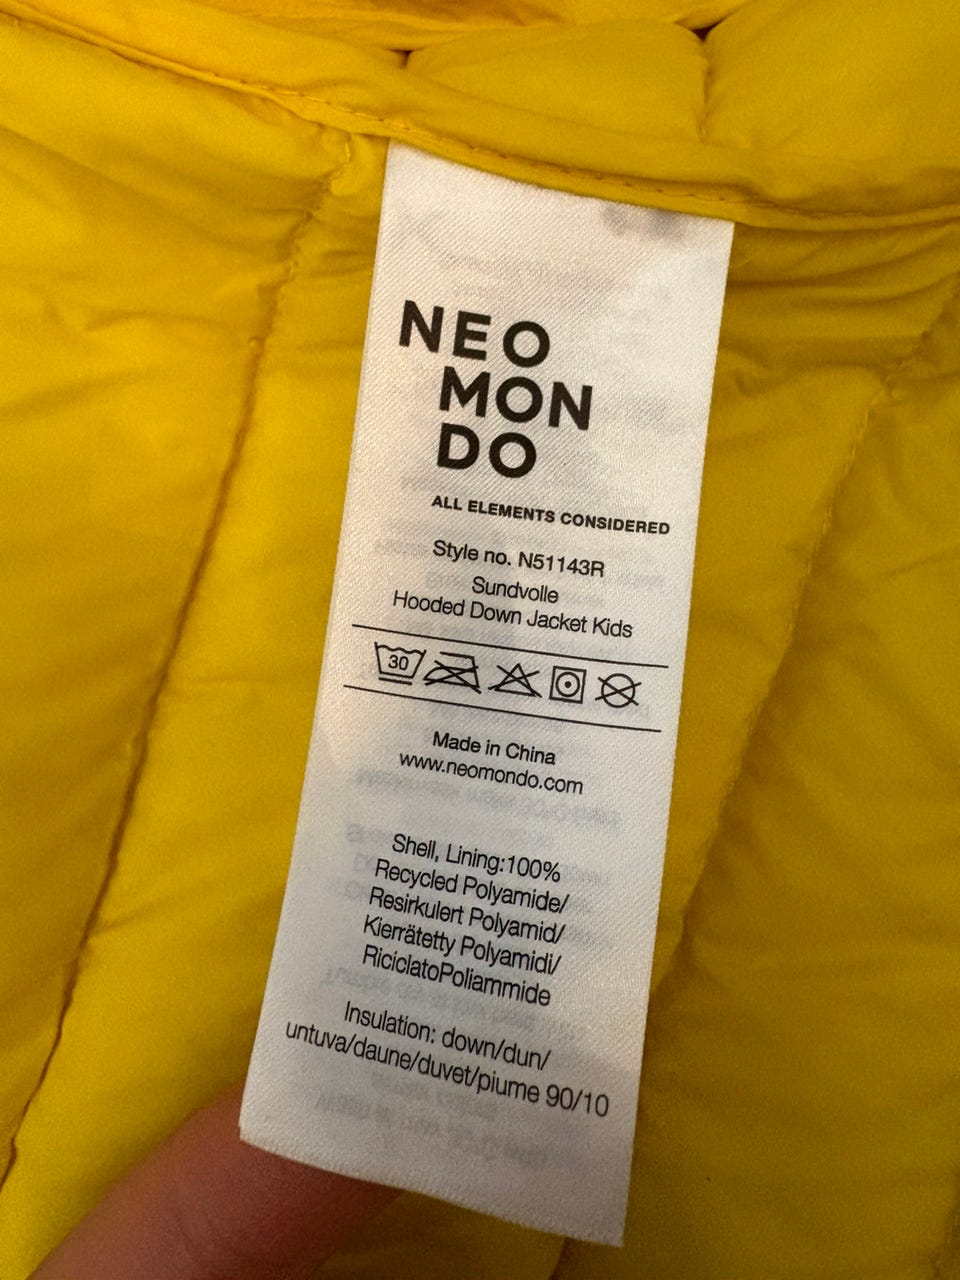 NEO
MON
DO
ALL ELEMENTS CONSIDERED
Style no. N51143R
Sundvolle
Hooded Down Jacket Kids
30
Made in China
www.neomondo.com
Shell, Lining:100%
Recycled Polyamide/
Resirkulert Polyamid/
Kierrätetty Polyamidi/
RiciclatoPoliammide
Insulation: down/dun/
untuva/daune/duvet/piume 90/10